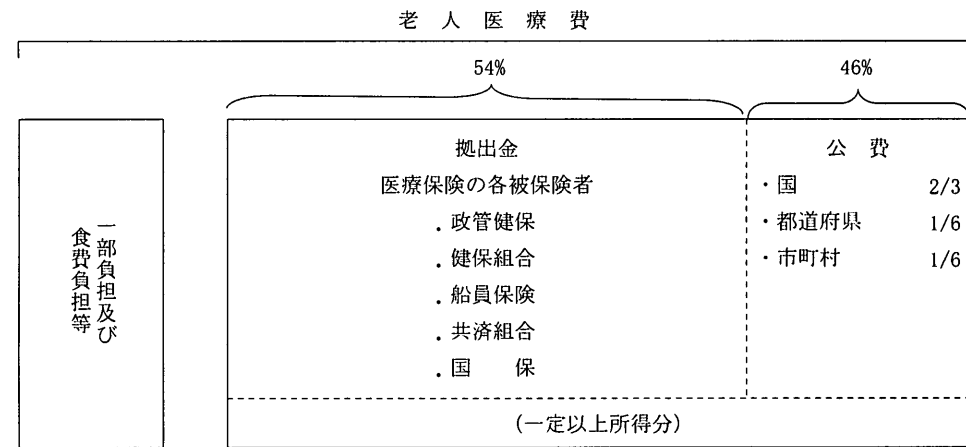 老人医療費
54%
46%
一部負担及び
食費負担等
拠出金
医療保険の各被保険者
．政管健保
．健保組合
．船員保険
．共済組合
．国　保
公　費
・国　2/3
・都道府県　1/6
・市町村　1/6
(一定以上所得分)